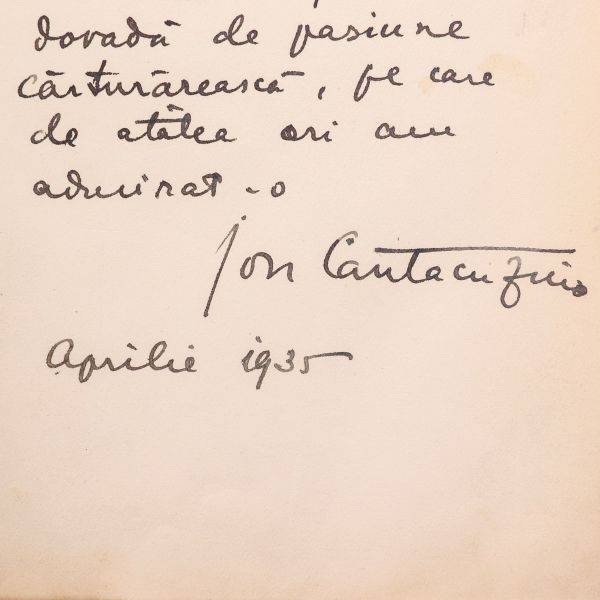 dovadă de pasiune
cărturărească, pe care
de atâtea ori am
admirat-o
Ion Cantacuzino
Aprilie 1935